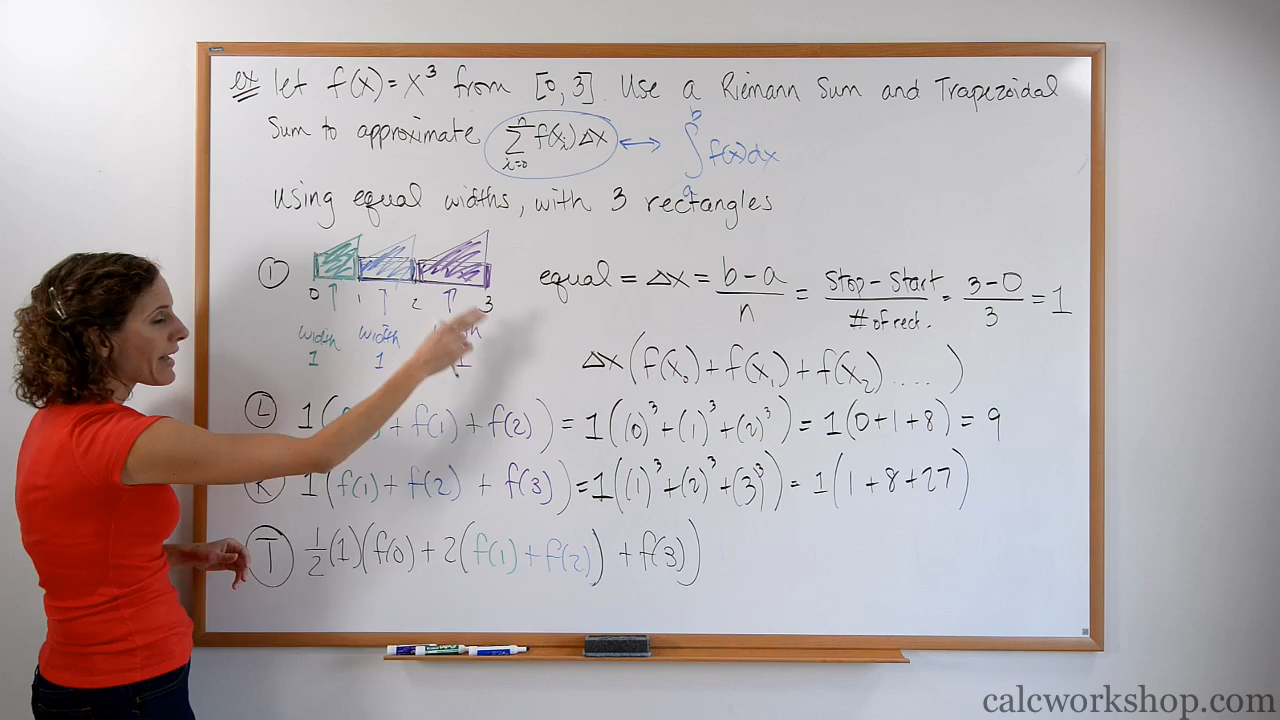 ex let f(x)=x³ from [0, 3]. Use a Riemann Sum and Trapezoidal
Sum to approximate ∑ i=0 n f(xᵢ)Δx ↔ ∫ a b f(x)dx
Using equal widths, with 3 rectangles
① 0 ↑ 1 ↑ 2 ↑ 3
width width
1 1 1
equal = Δx = b-a / n = stop-start / # of rect. = 3-0 / 3 = 1
Δx(f(x₀)+f(x₁)+f(x₂)....)
Ⓛ 1( + f(1) + f(2)) = 1((0)³+(1)³+(2)³) = 1(0+1+8) = 9
Ⓡ 1(f(1)+f(2) + f(3)) = 1((1)³+(2)³+(3)³) = 1(1+8+27)
Ⓣ ½(1)(f(0)+2(f(1)+f(2)) +f(3))
calcworkshop.com